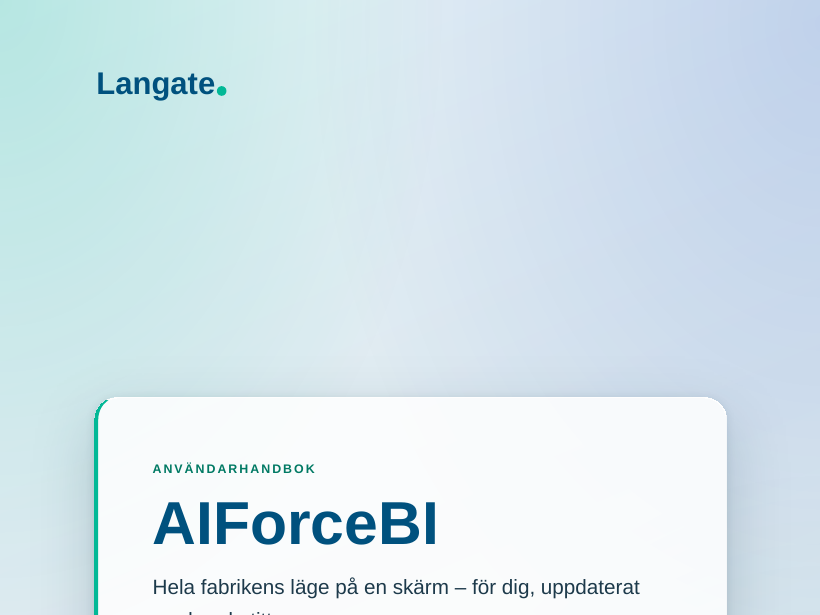 Langate.
ANVÄNDARHANDBOK
AIForceBI
Hela fabrikens läge på en skärm – för dig, uppdaterat